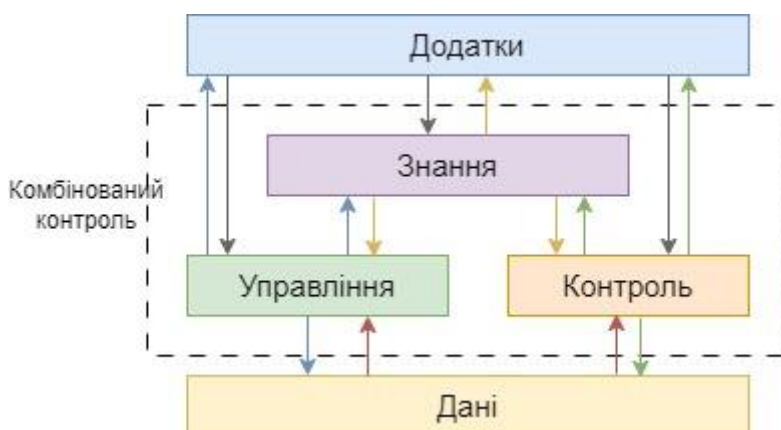 Додатки
Знання
Комбінований
контроль
Управління
Контроль
Дані